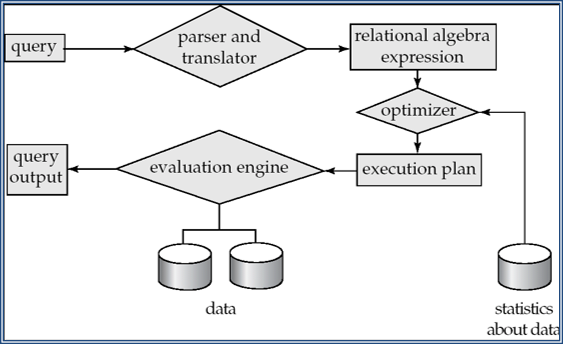 query
parser and
translator
relational algebra
expression
optimizer
query
output
evaluation engine
execution plan
data
statistics
about data